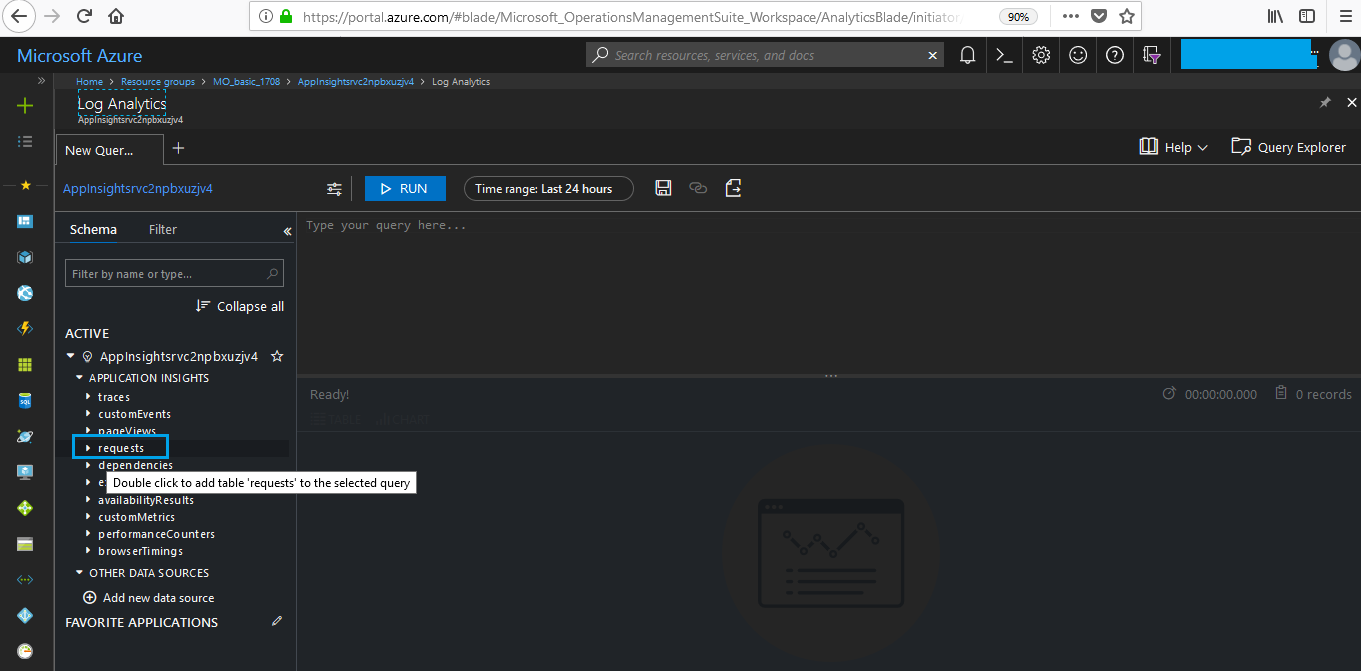 https://portal.azure.com/#blade/Microsoft_OperationsManagementSuite_Workspace/AnalyticsBlade/initiator
90%
Microsoft Azure
Search resources, services, and docs
Home > Resource groups > MO_basic_1708 > AppInsightsrvc2npbxuzjv4 > Log Analytics
Log Analytics
AppInsightsrvc2npbxuzjv4
New Quer...
Help
Query Explorer
AppInsightsrvc2npbxuzjv4
RUN
Time range: Last 24 hours
Schema
Filter
Type your query here...
Filter by name or type...
Collapse all
ACTIVE
AppInsightsrvc2npbxuzjv4
APPLICATION INSIGHTS
traces
customEvents
pageViews
requests
dependencies
Double click to add table 'requests' to the selected query
availabilityResults
customMetrics
performanceCounters
browserTimings
OTHER DATA SOURCES
Add new data source
FAVORITE APPLICATIONS
Ready!
00:00:00.000
0 records
TABLE
CHART
SQL